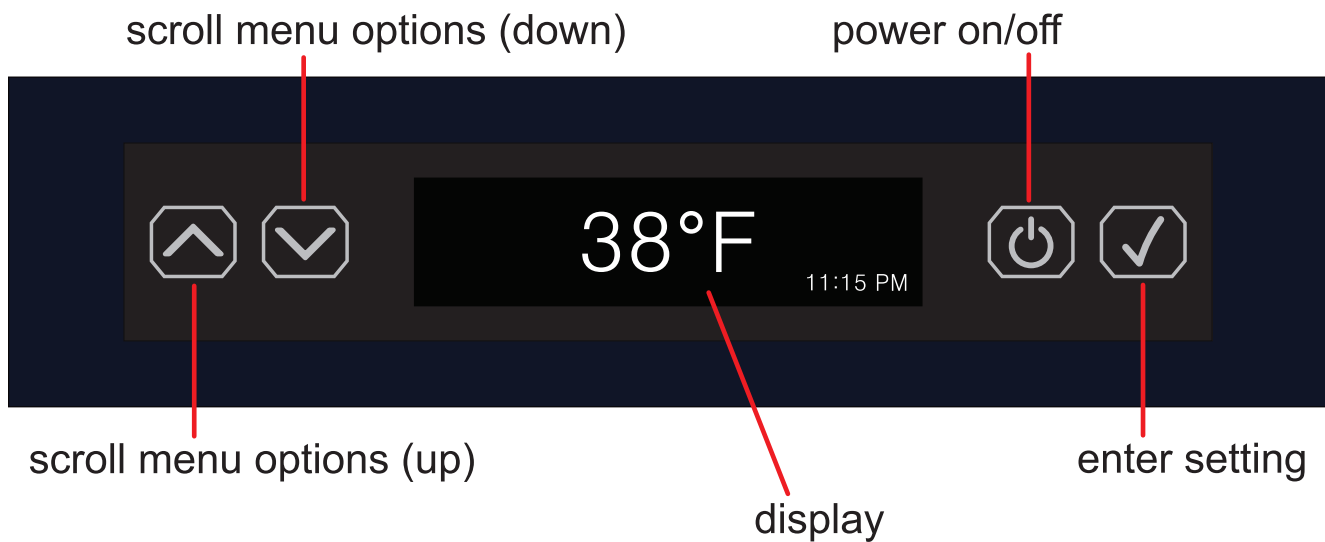 scroll menu options (down)
power on/off
38°F
11:15 PM
scroll menu options (up)
enter setting
display